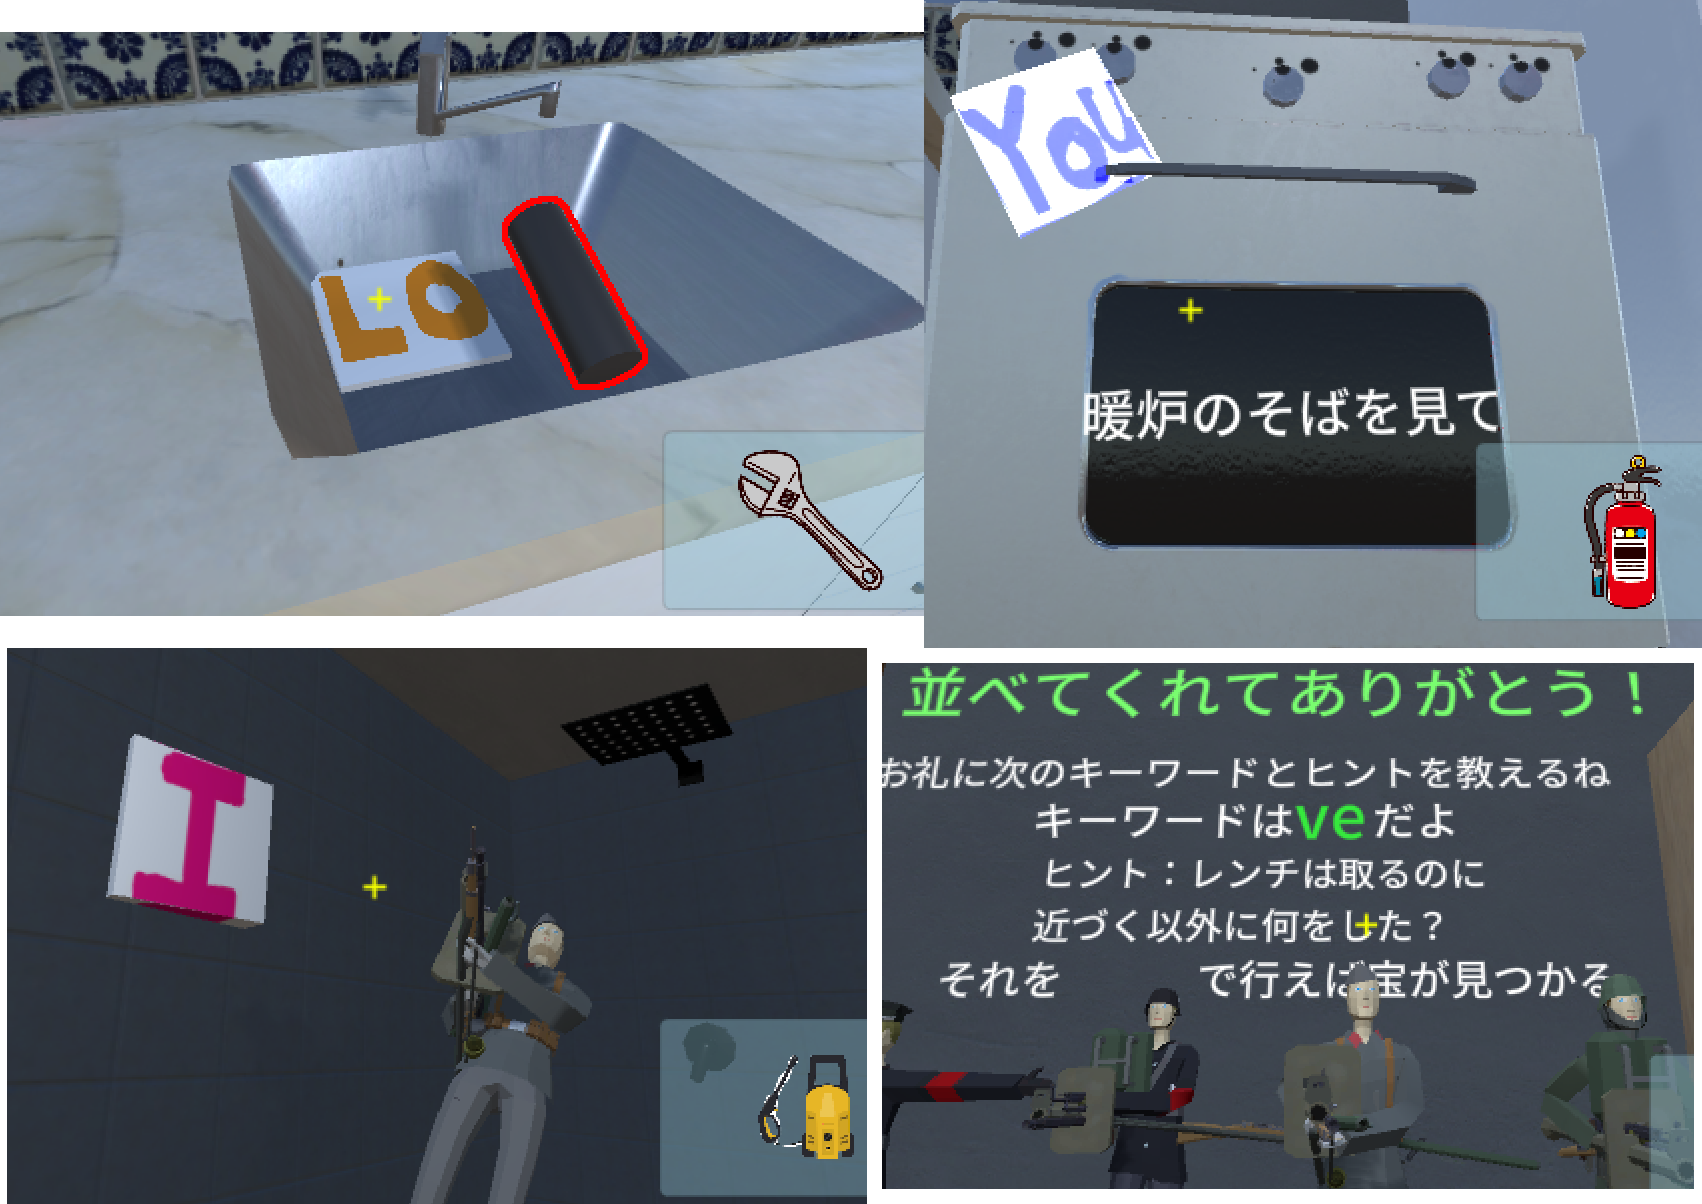 LO
You
暖炉のそばを見て
I
並べてくれてありがとう！
お礼に次のキーワードとヒントを教えるね
キーワードはveだよ
ヒント：レンチは取るのに
近づく以外に何をした？
それを　　　で行えば宝が見つかる